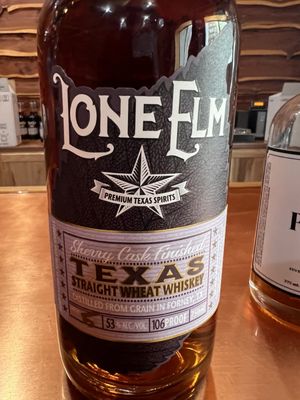 LONE ELM
PREMIUM TEXAS SPIRITS
Sherry Cask Finished
TEXAS
STRAIGHT WHEAT WHISKEY
DISTILLED FROM GRAIN IN FORNEY, TX
53% ALC/VOL 106 PROOF